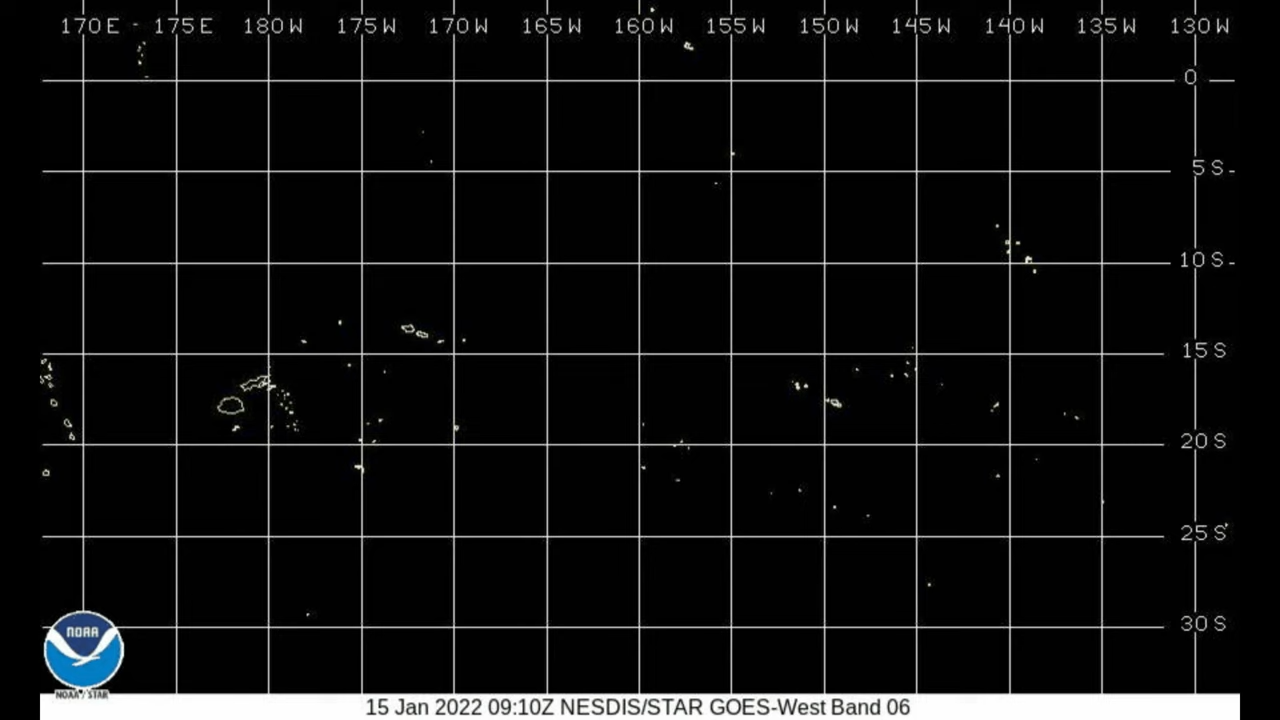 170E 175E 180W 175W 170W 165W 160W 155W 150W 145W 140W 135W 130W
0
5S
10S
15S
20S
25S
30S
NOAA
NOAA/STAR
15 Jan 2022 09:10Z NESDIS/STAR GOES-West Band 06